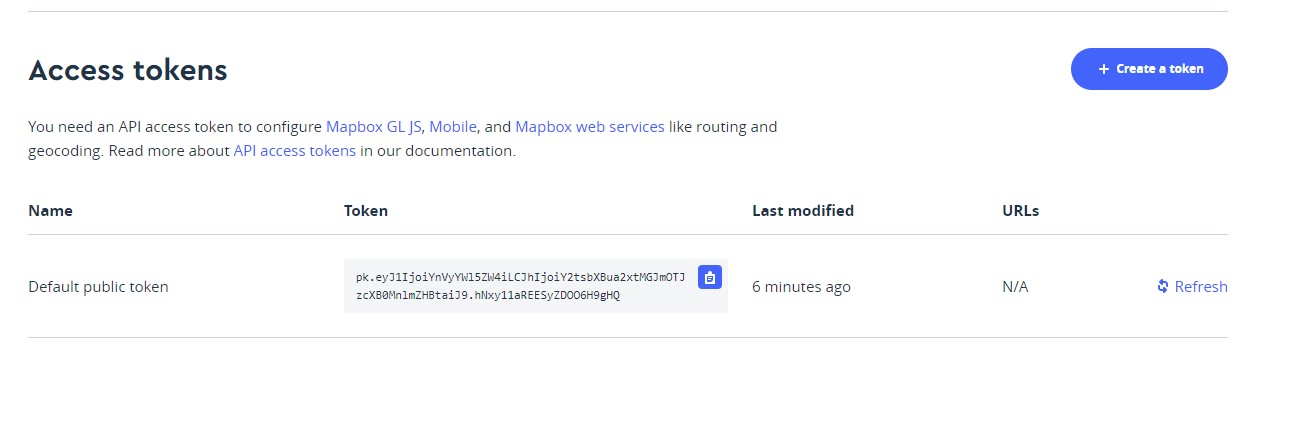 Access tokens
+ Create a token
You need an API access token to configure Mapbox GL JS, Mobile, and Mapbox web services like routing and
geocoding. Read more about API access tokens in our documentation.
Name Token Last modified URLs
Default public token
pk.eyJ1IjoiYnVyYWl5ZW4iLCJhIjoiY2tsbXBua2xtMGJmOTJ
zcXB0MnlmZHBtaiJ9.hNxy11aREESyZDOO6H9gHQ
6 minutes ago
N/A
Refresh